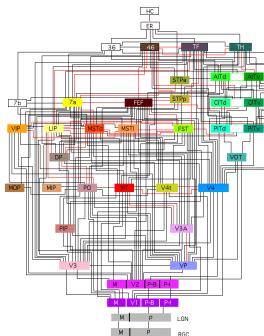 HC
ER
36 46 TF TH
STPa AITd AITv
7b 7a FEF STPp CITd CITv
VIP LIP MSTd MSTl FST PITd PITv
DP VOT
MDP MIP PO MT V4t V4
PIP V3A
V3 VP
M V2 P-B P-I
M V1 P-B P-I
M P LGN
M P RGC